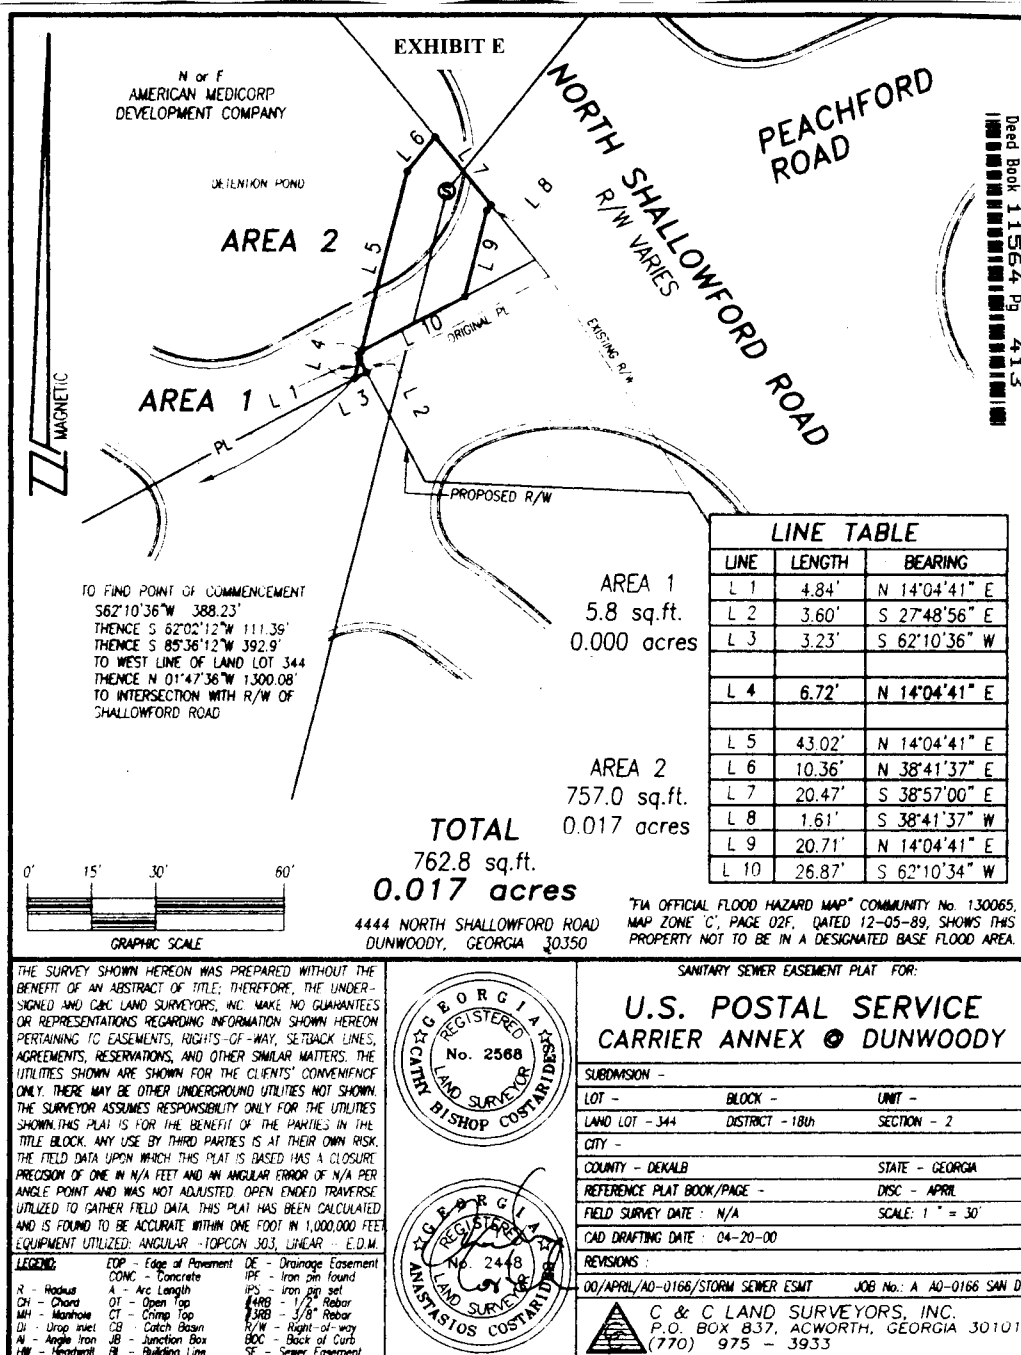 EXHIBIT E
N or F
AMERICAN MEDICORP
DEVELOPMENT COMPANY
DETENTION POND
AREA 2
AREA 1
MAGNETIC
NORTH SHALLOWFORD ROAD
R/W VARIES
PEACHFORD
ROAD
Deed Book 11564 Pg 413
L 6
L 7
L 8
S
L 5
L 9
L 10
ORIGINAL PL
EXISTING R/W
L 4
L 1
L 3
L 2
PL
PROPOSED R/W
TO FIND POINT OF COMMENCEMENT
S62°10'36"W 388.23'
THENCE S 62°02'12"W 111.39'
THENCE S 85°36'12"W 392.9'
TO WEST LINE OF LAND LOT 344
THENCE N 01°47'36"W 1300.08'
TO INTERSECTION WITH R/W OF
SHALLOWFORD ROAD
AREA 1
5.8 sq.ft.
0.000 acres
AREA 2
757.0 sq.ft.
0.017 acres
TOTAL
762.8 sq.ft.
0.017 acres
LINE TABLE
LINE LENGTH BEARING
L 1 4.84' N 14°04'41" E
L 2 3.60' S 27°48'56" E
L 3 3.23' S 62°10'36" W
L 4 6.72' N 14°04'41" E
L 5 43.02' N 14°04'41" E
L 6 10.36' N 38°41'37" E
L 7 20.47' S 38°57'00" E
L 8 1.61' S 38°41'37" W
L 9 20.71' N 14°04'41" E
L 10 26.87' S 62°10'34" W
0' 15' 30' 60'
GRAPHIC SCALE
4444 NORTH SHALLOWFORD ROAD
DUNWOODY, GEORGIA 30350
"FIA OFFICIAL FLOOD HAZARD MAP" COMMUNITY No. 130065,
MAP ZONE 'C', PAGE 02F, DATED 12-05-89, SHOWS THIS
PROPERTY NOT TO BE IN A DESIGNATED BASE FLOOD AREA.
THE SURVEY SHOWN HEREON WAS PREPARED WITHOUT THE
BENEFIT OF AN ABSTRACT OF TITLE; THEREFORE, THE UNDER-
SIGNED AND C&C LAND SURVEYORS, INC. MAKE NO GUARANTEES
OR REPRESENTATIONS REGARDING INFORMATION SHOWN HEREON
PERTAINING TO EASEMENTS, RIGHTS-OF-WAY, SETBACK LINES,
AGREEMENTS, RESERVATIONS, AND OTHER SIMILAR MATTERS. THE
UTILITIES SHOWN ARE SHOWN FOR THE CLIENTS' CONVENIENCE
ONLY. THERE MAY BE OTHER UNDERGROUND UTILITIES NOT SHOWN.
THE SURVEYOR ASSUMES RESPONSIBILITY ONLY FOR THE UTILITIES
SHOWN.THIS PLAT IS FOR THE BENEFIT OF THE PARTIES IN THE
TITLE BLOCK. ANY USE BY THIRD PARTIES IS AT THEIR OWN RISK.
THE FIELD DATA UPON WHICH THIS PLAT IS BASED HAS A CLOSURE
PRECISION OF ONE IN N/A FEET AND AN ANGULAR ERROR OF N/A PER
ANGLE POINT AND WAS NOT ADJUSTED. OPEN ENDED TRAVERSE
UTILIZED TO GATHER FIELD DATA. THIS PLAT HAS BEEN CALCULATED
AND IS FOUND TO BE ACCURATE WITHIN ONE FOOT IN 1,000,000 FEET
EQUIPMENT UTILIZED: ANGULAR - TOPCON 303, LINEAR - E.D.M.
LEGEND: EOP - Edge of Pavement DE - Drainage Easement
CONC - Concrete IPF - Iron pin found
R - Radius A - Arc Length IPS - Iron pin set
CH - Chord OT - Open Top #4RB - 1/2" Rebar
MH - Manhole CT - Crimp Top #3RB - 3/8" Rebar
DI - Drop Inlet CB - Catch Basin R/W - Right-of-way
AI - Angle Iron JB - Junction Box BOC - Back of Curb
HW - Headwall BL - Building Line SE - Sewer Easement
GEORGIA
REGISTERED
No. 2568
LAND SURVEYOR
CATHY BISHOP COSTARIDES
GEORGIA
REGISTERED
No. 2448
LAND SURVEYOR
ANASTASIOS COSTARIDES
SANITARY SEWER EASEMENT PLAT FOR:
U.S. POSTAL SERVICE
CARRIER ANNEX @ DUNWOODY
SUBDIVISION -
LOT - BLOCK - UNIT -
LAND LOT - 344 DISTRICT - 18th SECTION - 2
CITY -
COUNTY - DEKALB STATE - GEORGIA
REFERENCE PLAT BOOK/PAGE - DISC - APRIL
FIELD SURVEY DATE : N/A SCALE: 1" = 30'
CAD DRAFTING DATE : 04-20-00
REVISIONS :
00/APRIL/A0-0166/STORM SEWER ESMT JOB No.: A A0-0166 SAN D
C & C LAND SURVEYORS, INC.
P.O. BOX 837, ACWORTH, GEORGIA 30101
(770) 975 - 3933